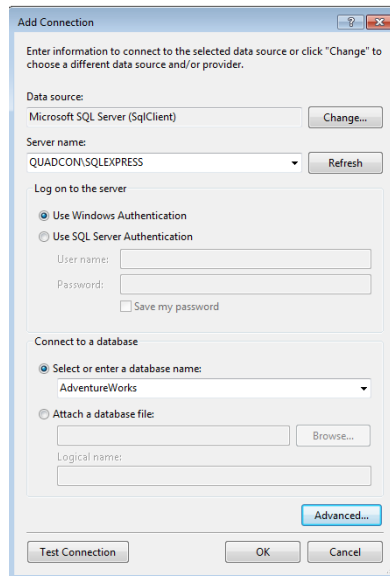 Add Connection
Enter information to connect to the selected data source or click "Change" to
choose a different data source and/or provider.
Data source:
Microsoft SQL Server (SqlClient)
Change...
Server name:
QUADCON\SQLEXPRESS
Refresh
Log on to the server
Use Windows Authentication
Use SQL Server Authentication
User name:
Password:
Save my password
Connect to a database
Select or enter a database name:
AdventureWorks
Attach a database file:
Browse...
Logical name:
Advanced...
Test Connection
OK
Cancel